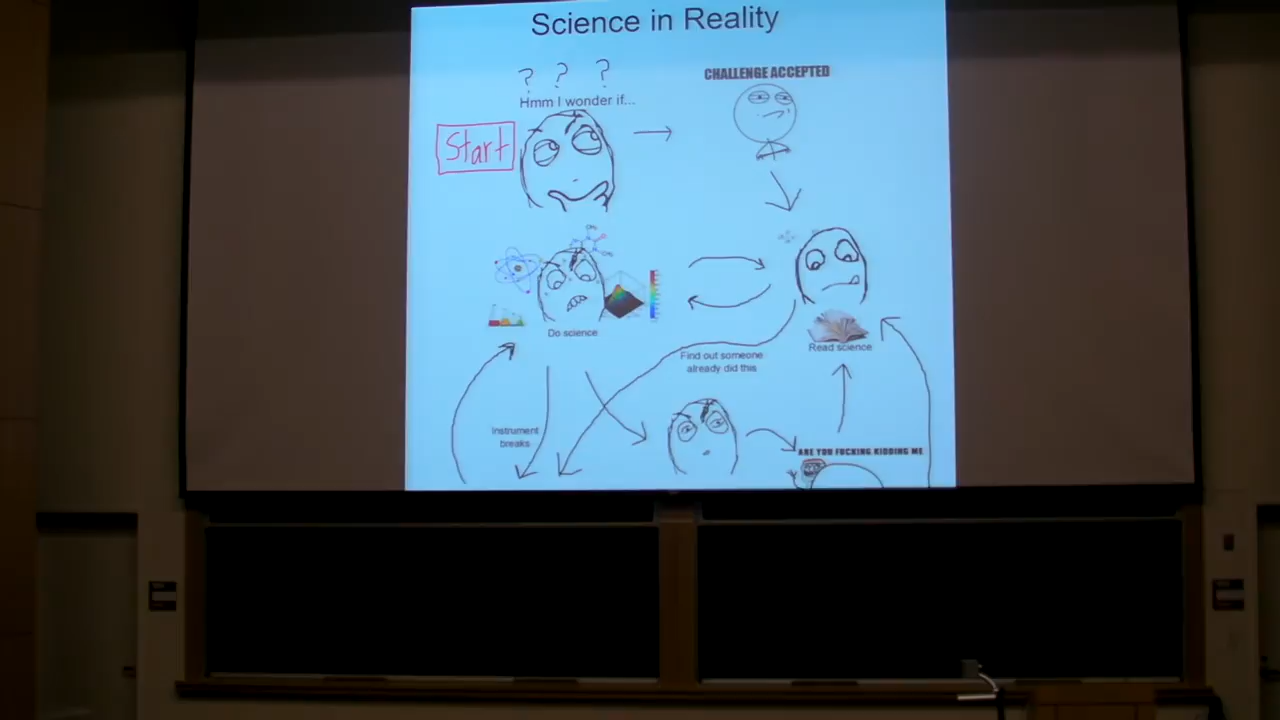 Science in Reality
? ? ?
Hmm I wonder if...
CHALLENGE ACCEPTED
Start
Do science
Read science
Find out someone
already did this
Instrument
breaks
ARE YOU FUCKING KIDDING ME